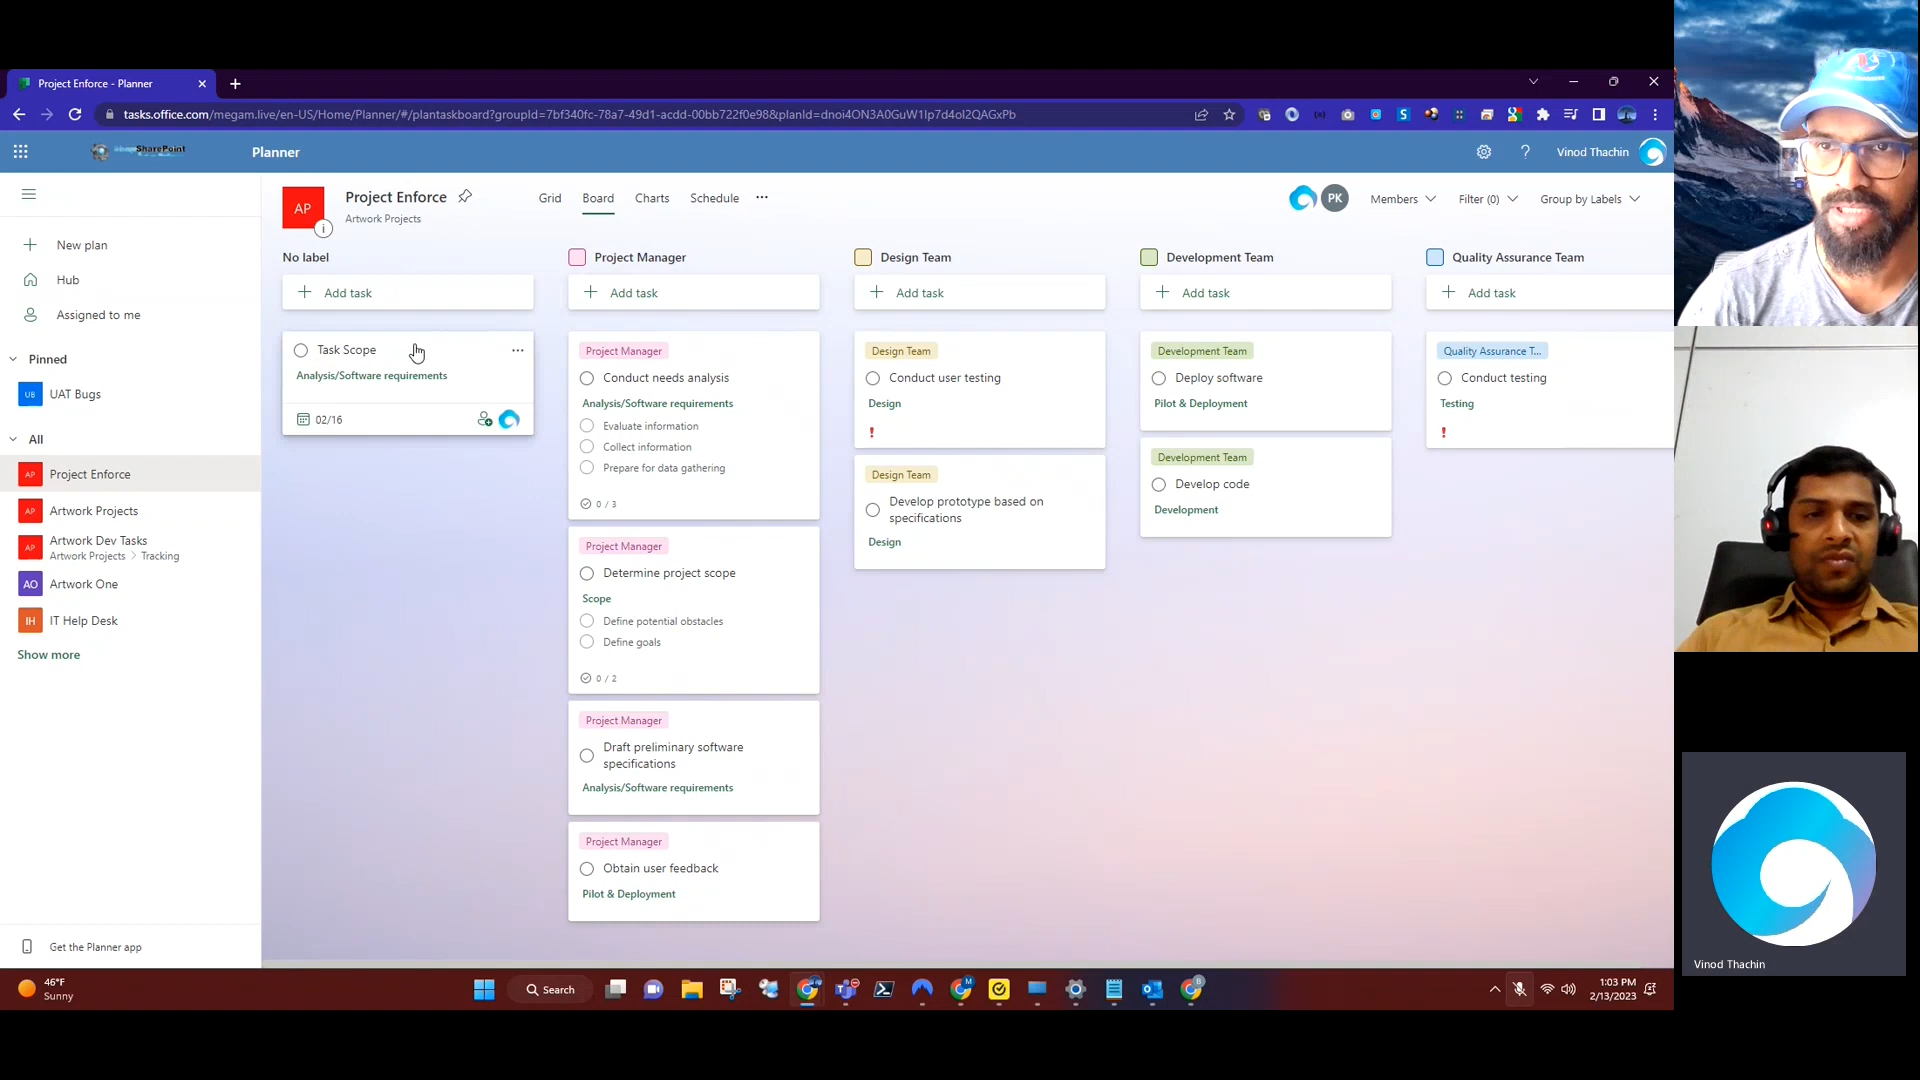 Project Enforce - Planner
tasks.office.com/megam.live/en-US/Home/Planner/#/plantaskboard?groupId=7bf340fc-78a7-49d1-acdd-00bb722f0e98&planId=dnoi4ON3A0GuW1Ip7d4oI2QAGxPb
SharePoint
Planner
Vinod Thachin
AP
Project Enforce
Artwork Projects
Grid
Board
Charts
Schedule
PK
Members
Filter (0)
Group by Labels
New plan
Hub
Assigned to me
Pinned
UB
UAT Bugs
All
AP
Project Enforce
AP
Artwork Projects
AP
Artwork Dev Tasks
Artwork Projects > Tracking
AO
Artwork One
IH
IT Help Desk
Show more
Get the Planner app
No label
Add task
Task Scope
Analysis/Software requirements
02/16
Project Manager
Add task
Project Manager
Conduct needs analysis
Analysis/Software requirements
Evaluate information
Collect information
Prepare for data gathering
0 / 3
Project Manager
Determine project scope
Scope
Define potential obstacles
Define goals
0 / 2
Project Manager
Draft preliminary software
specifications
Analysis/Software requirements
Project Manager
Obtain user feedback
Pilot & Deployment
Design Team
Add task
Design Team
Conduct user testing
Design
Design Team
Develop prototype based on
specifications
Design
Development Team
Add task
Development Team
Deploy software
Pilot & Deployment
Development Team
Develop code
Development
Quality Assurance Team
Add task
Quality Assurance T...
Conduct testing
Testing
46°F
Sunny
Search
1:03 PM
2/13/2023
Vinod Thachin